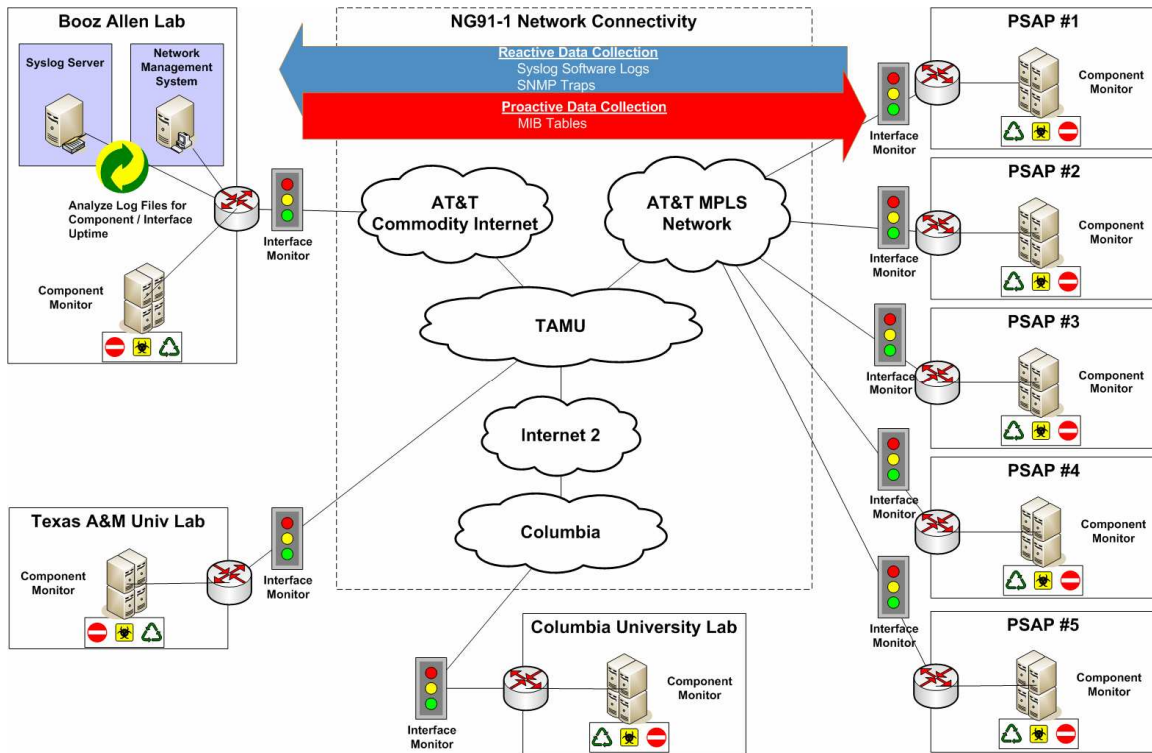 Booz Allen Lab
Syslog Server
Network
Management
System
Analyze Log Files for
Component / Interface
Uptime
Interface
Monitor
Component
Monitor
NG91-1 Network Connectivity
Reactive Data Collection
Syslog Software Logs
SNMP Traps
Proactive Data Collection
MIB Tables
AT&T
Commodity Internet
AT&T MPLS
Network
TAMU
Internet 2
Columbia
PSAP #1
Component
Monitor
Interface
Monitor
PSAP #2
Component
Monitor
Interface
Monitor
PSAP #3
Component
Monitor
Interface
Monitor
PSAP #4
Component
Monitor
Interface
Monitor
PSAP #5
Component
Monitor
Interface
Monitor
Texas A&M Univ Lab
Component
Monitor
Interface
Monitor
Columbia University Lab
Component
Monitor
Interface
Monitor